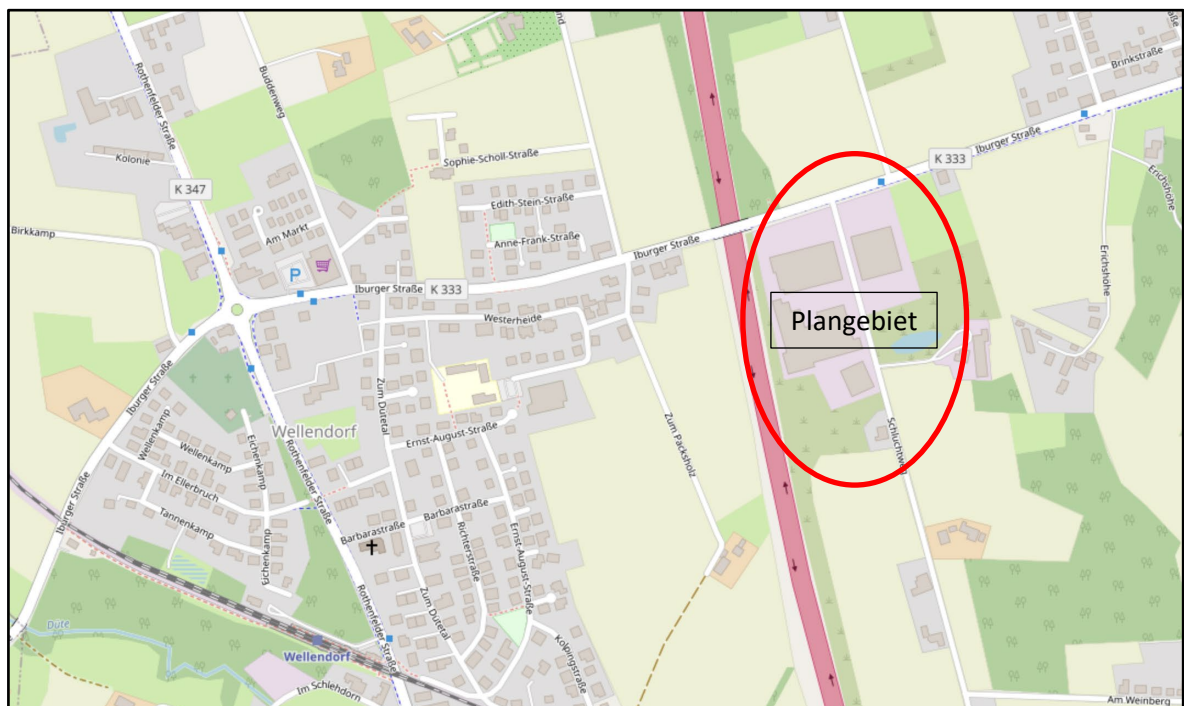 Rothenfelder Straße
Buddenweg
Brinkstraße
Kolonie
Sophie-Scholl-Straße
K 333
Iburger Straße
K 347
Edith-Stein-Straße
Erichshöhe
Birkkamp
Am Markt
Anne-Frank-Straße
Iburger Straße
Erichshöhe
P
Iburger Straße
K 333
Westerheide
Plangebiet
Iburger Straße
Zum Dütetal
Zum Packsholz
Wellendorf
Ernst-August-Straße
Schluchtweg
Wellenkamp
Wellenkamp
Eichenkamp
Rothenfelder Straße
Im Ellerbruch
Iburger Straße
Tannenkamp
Barbarastraße
Barbarastraße
Richterstraße
Ernst-August-Straße
Eichenkamp
Zum Dütetal
Rothenfelder Straße
Düte
Wellendorf
Kolpingstraße
Im Schlehdorn
Am Weinberg